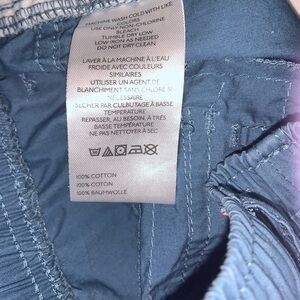 MACHINE WASH COLD WITH LIKE
COLORS
USE ONLY NON-CHLORINE
BLEACH
TUMBLE DRY LOW
LOW IRON AS NEEDED
DO NOT DRY CLEAN
LAVER À LA MACHINE À L'EAU
FROIDE AVEC COULEURS
SIMILAIRES
UTILISER UN AGENT DE
BLANCHIMENT SANS CHLORE SI
NÉCESSAIRE
SÉCHER PAR CULBUTAGE À BASSE
TEMPÉRATURE
REPASSER, AU BESOIN, À TRÈS
BASSE TEMPÉRATURE
NE PAS NETTOYER À SEC
100% COTTON
100% COTON
100% BAUMWOLLE